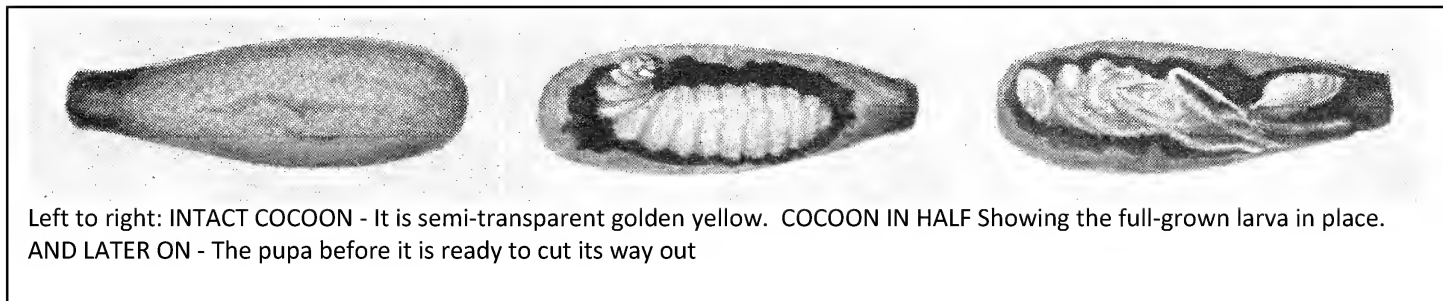 Left to right: INTACT COCOON - It is semi-transparent golden yellow.  COCOON IN HALF Showing the full-grown larva in place.
AND LATER ON - The pupa before it is ready to cut its way out